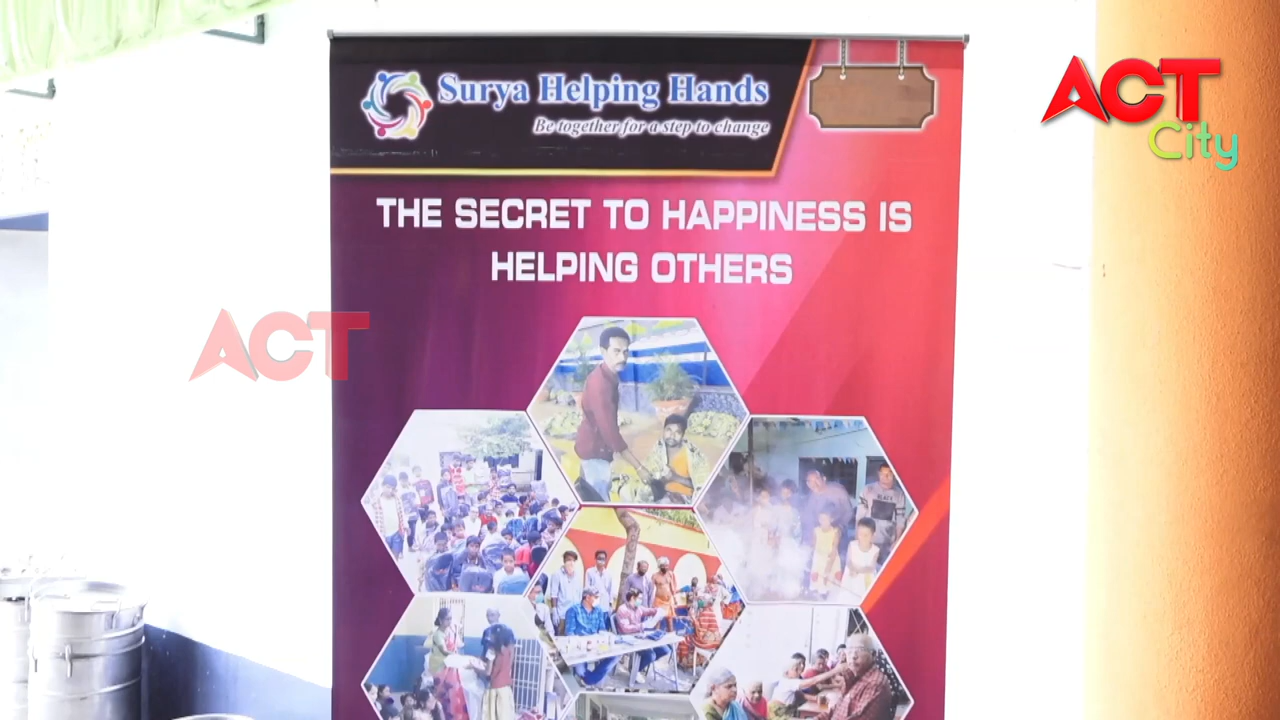 Surya Helping Hands
Be together for a step to change
ACT
City
THE SECRET TO HAPPINESS IS
HELPING OTHERS
ACT